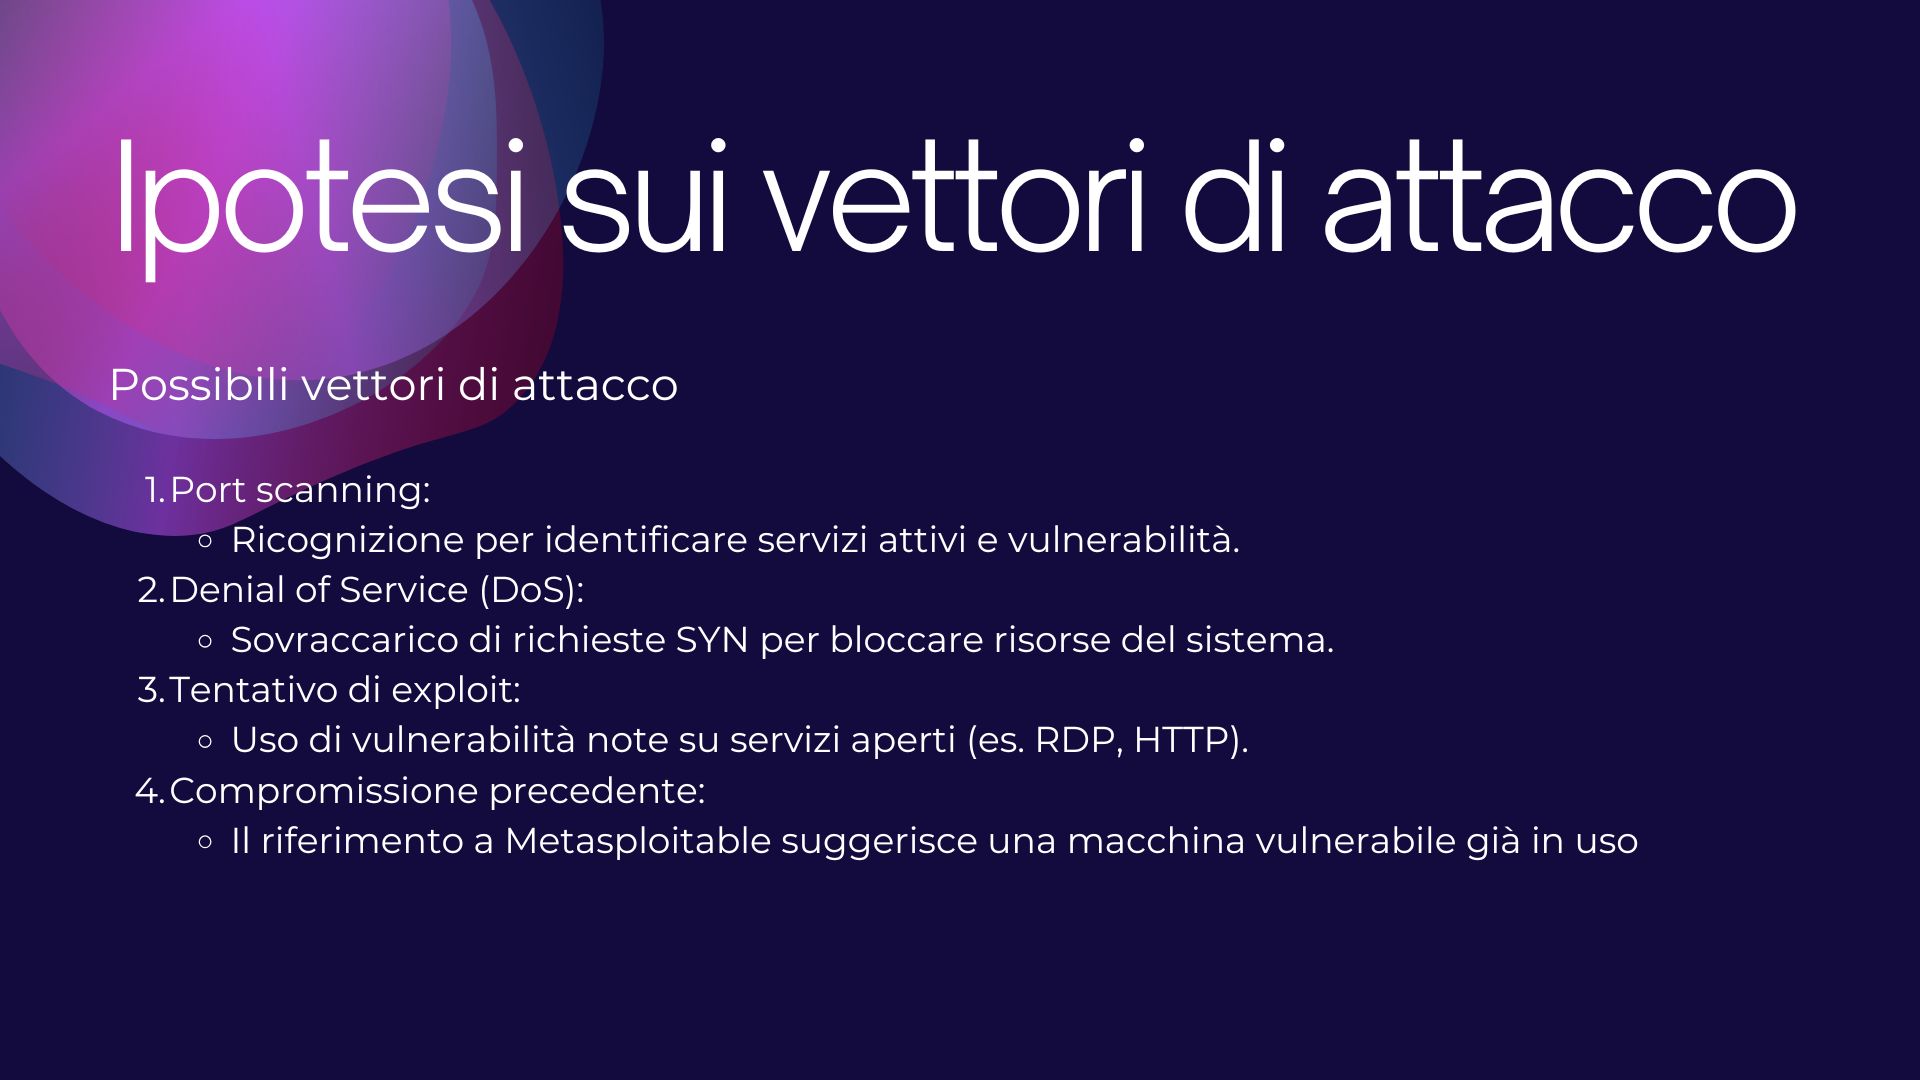 Ipotesi sui vettori di attacco
Possibili vettori di attacco
1. Port scanning:
◦ Ricognizione per identificare servizi attivi e vulnerabilità.
2. Denial of Service (DoS):
◦ Sovraccarico di richieste SYN per bloccare risorse del sistema.
3. Tentativo di exploit:
◦ Uso di vulnerabilità note su servizi aperti (es. RDP, HTTP).
4. Compromissione precedente:
◦ Il riferimento a Metasploitable suggerisce una macchina vulnerabile già in uso